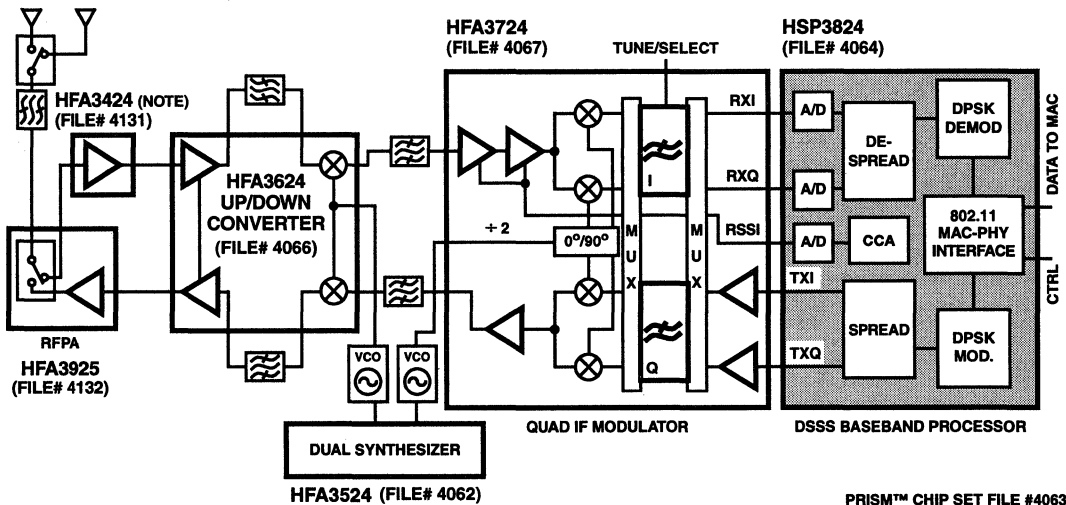 HFA3424 (NOTE)
(FILE# 4131)
HFA3624
UP/DOWN
CONVERTER
(FILE# 4066)
RFPA
HFA3925
(FILE# 4132)
VCO
VCO
DUAL SYNTHESIZER
HFA3524 (FILE# 4062)
HFA3724
(FILE# 4067)
TUNE/SELECT
I
÷ 2
0°/90°
M
U
X
M
U
X
Q
QUAD IF MODULATOR
RXI
RXQ
RSSI
TXI
TXQ
HSP3824
(FILE# 4064)
A/D
A/D
A/D
DE-
SPREAD
CCA
SPREAD
DPSK
DEMOD
802.11
MAC-PHY
INTERFACE
DPSK
MOD.
DATA TO MAC
CTRL
DSSS BASEBAND PROCESSOR
PRISM™ CHIP SET FILE #4063